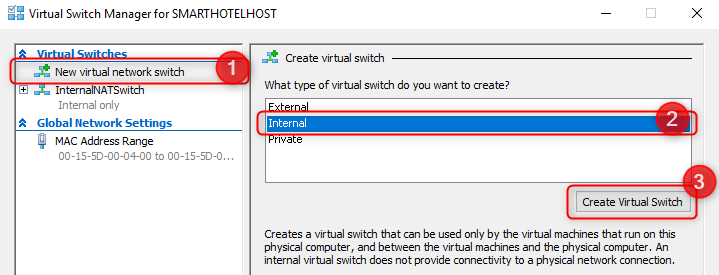 Virtual Switch Manager for SMARTHOTELHOST
Virtual Switches
New virtual network switch
1
InternalNATSwitch
Internal only
Global Network Settings
MAC Address Range
00-15-5D-00-04-00 to 00-15-5D-0...
Create virtual switch
What type of virtual switch do you want to create?
External
Internal
2
Private
3
Create Virtual Switch
Creates a virtual switch that can be used only by the virtual machines that run on this
physical computer, and between the virtual machines and the physical computer. An
internal virtual switch does not provide connectivity to a physical network connection.